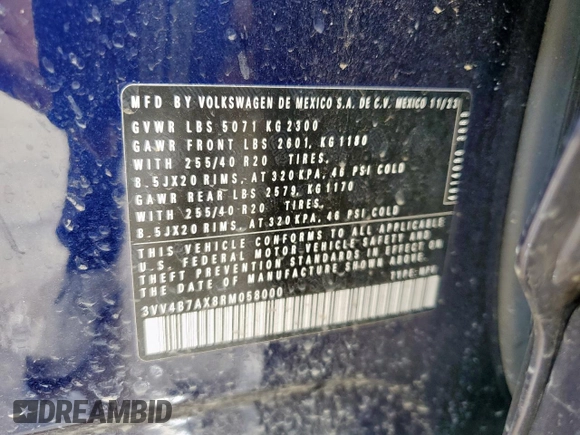 MFD BY VOLKSWAGEN DE MEXICO S.A. DE C.V. MEXICO 11/23
GVWR LBS 5071 KG 2300
GAWR FRONT LBS 2601, KG 1180
WITH 255/40 R20 TIRES,
8.5JX20 RIMS, AT 320 KPA, 46 PSI COLD
GAWR REAR LBS 2579, KG 1170
WITH 255/40 R20 TIRES,
8.5JX20 RIMS, AT 320 KPA, 46 PSI COLD
THIS VEHICLE CONFORMS TO ALL APPLICABLE
U.S. FEDERAL MOTOR VEHICLE SAFETY AND
THEFT PREVENTION STANDARDS IN EFFECT ON
THE DATE OF MANUFACTURE SHOWN ABOVE.
TYPE: MPV
3VV4B7AX8RM058000
DREAMBID